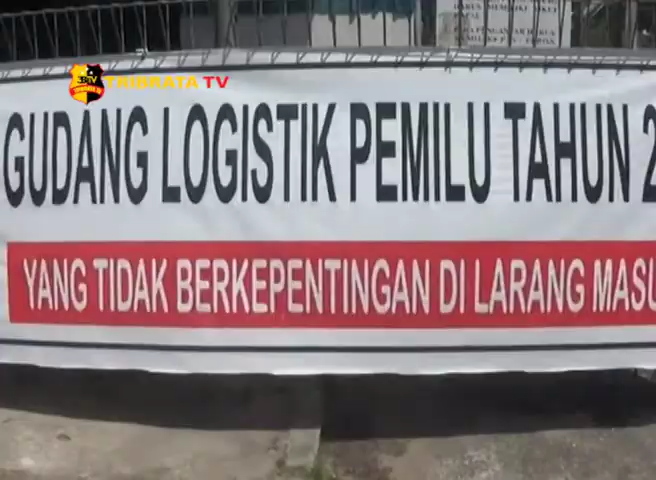 TRIBRATA TV
GUDANG LOGISTIK PEMILU TAHUN 2
YANG TIDAK BERKEPENTINGAN DI LARANG MASU